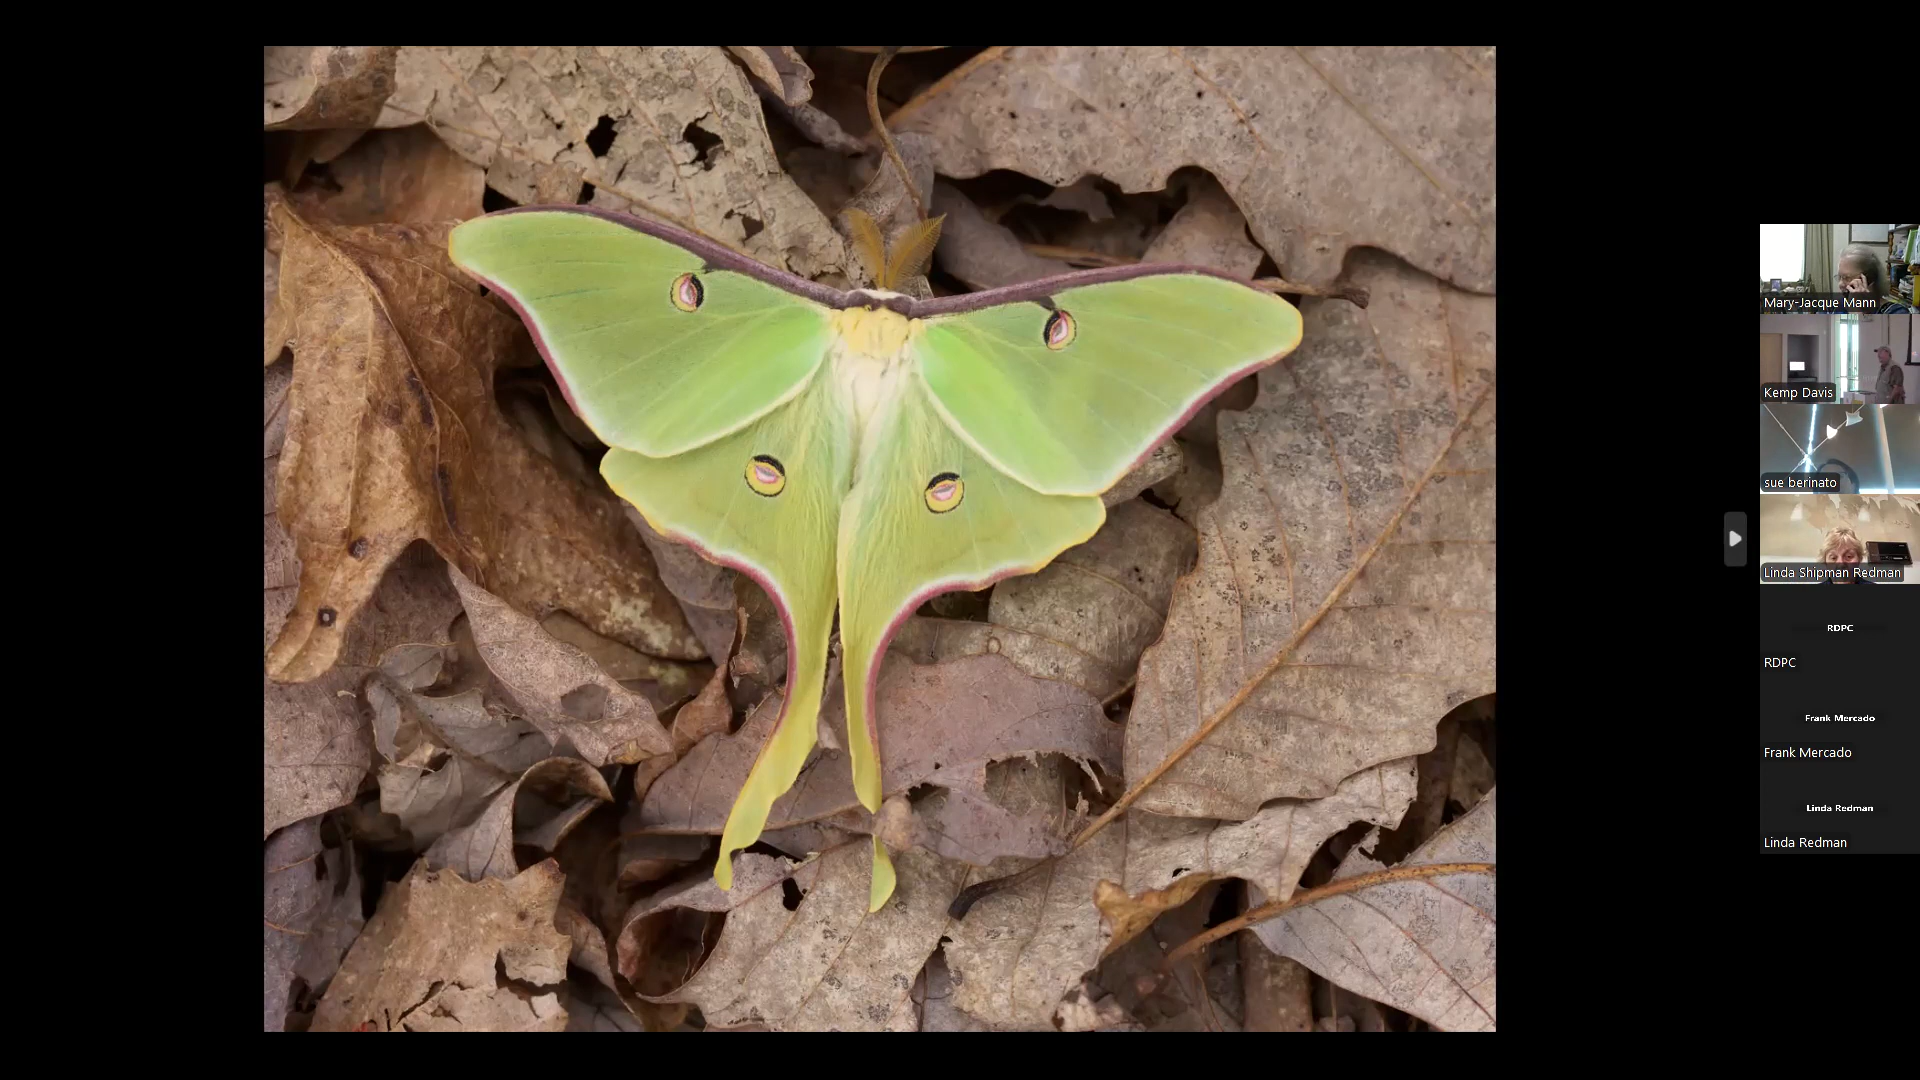 Mary-Jacque Mann
Kemp Davis
sue berinato
Linda Shipman Redman
RDPC
RDPC
Frank Mercado
Frank Mercado
Linda Redman
Linda Redman